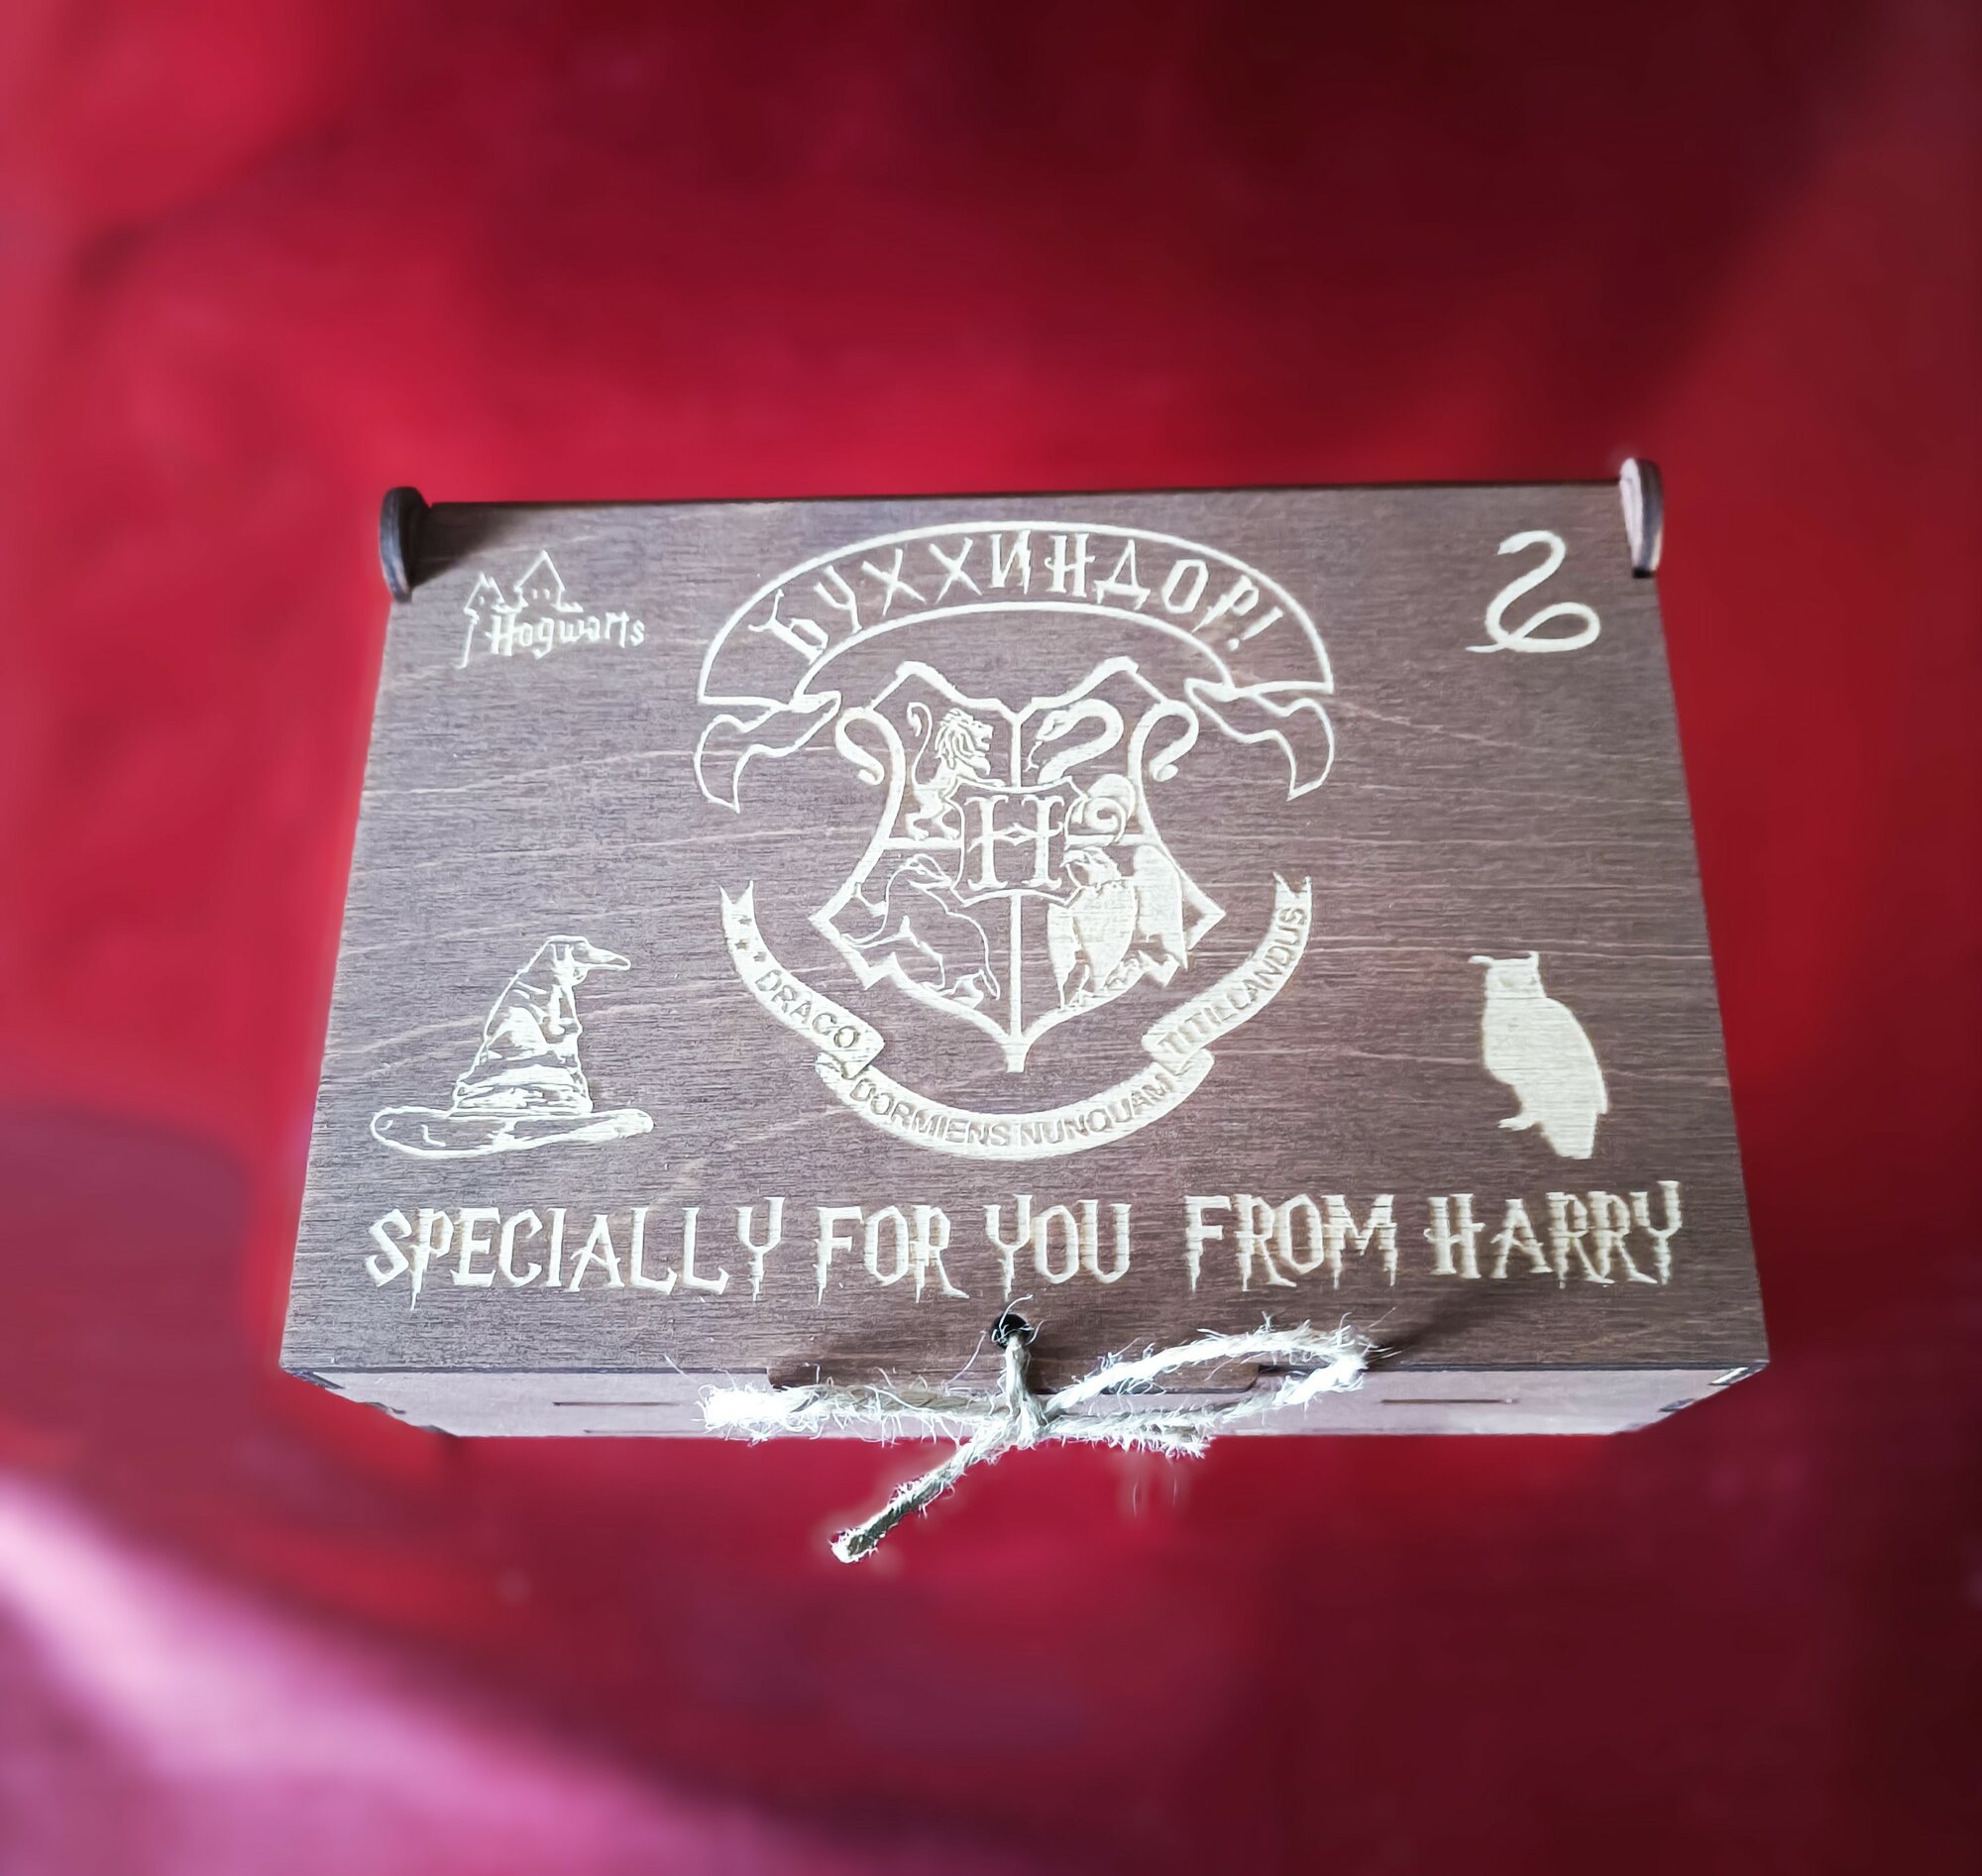 БУХХИНДОР!
Hogwarts
H
DRACO DORMIENS NUNQUAM TITILLANDUS
SPECIALLY FOR YOU FROM HARRY